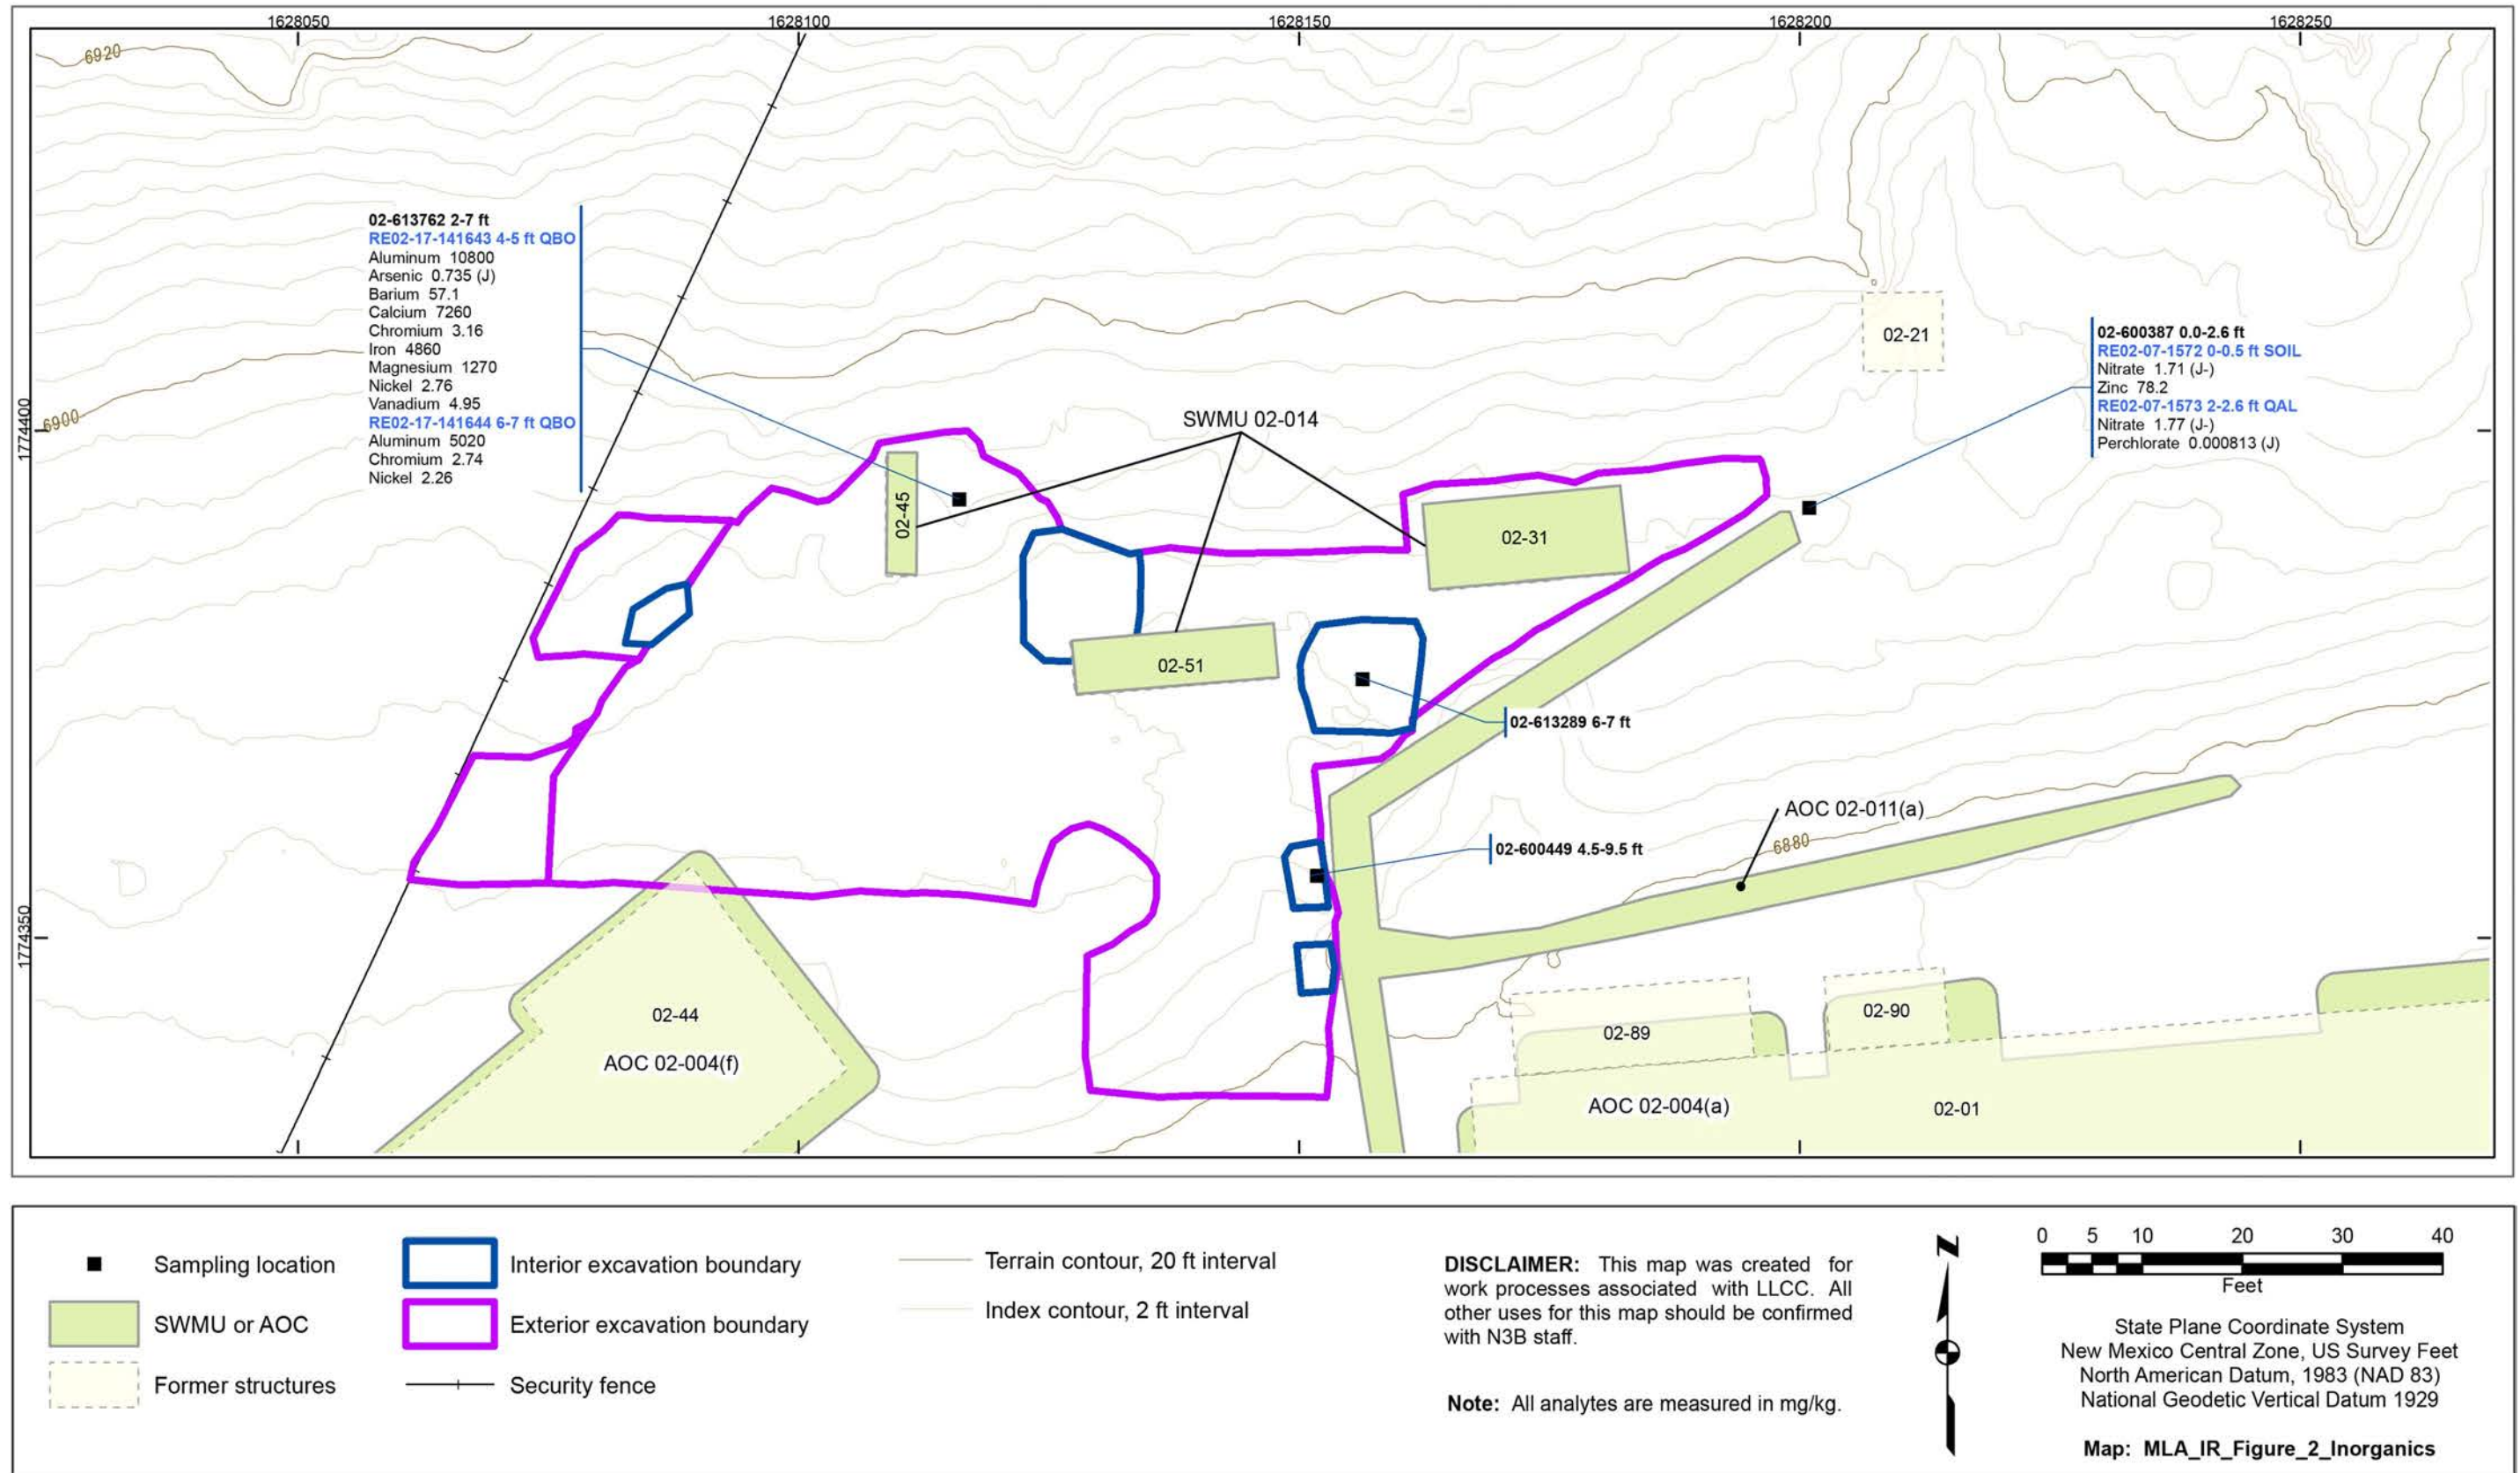 1628050 1628100 1628150 1628200 1628250
6920
02-613762 2-7 ft
RE02-17-141643 4-5 ft QBO
Aluminum 10800
Arsenic 0.735 (J)
Barium 57.1
Calcium 7260
Chromium 3.16
Iron 4860
Magnesium 1270
Nickel 2.76
Vanadium 4.95
RE02-17-141644 6-7 ft QBO
Aluminum 5020
Chromium 2.74
Nickel 2.26
02-21
02-600387 0.0-2.6 ft
RE02-07-1572 0-0.5 ft SOIL
Nitrate 1.71 (J-)
Zinc 78.2
RE02-07-1573 2-2.6 ft QAL
Nitrate 1.77 (J-)
Perchlorate 0.000813 (J)
1774400
6900
SWMU 02-014
02-45
02-31
02-51
02-613289 6-7 ft
AOC 02-011(a)
6880
02-600449 4.5-9.5 ft
1774350
02-44
AOC 02-004(f)
02-89
02-90
AOC 02-004(a)
02-01
Sampling location
SWMU or AOC
Former structures
Interior excavation boundary
Exterior excavation boundary
Security fence
Terrain contour, 20 ft interval
Index contour, 2 ft interval
DISCLAIMER: This map was created for
work processes associated with LLCC. All
other uses for this map should be confirmed
with N3B staff.
Note: All analytes are measured in mg/kg.
N
0 5 10 20 30 40
Feet
State Plane Coordinate System
New Mexico Central Zone, US Survey Feet
North American Datum, 1983 (NAD 83)
National Geodetic Vertical Datum 1929
Map: MLA_IR_Figure_2_Inorganics